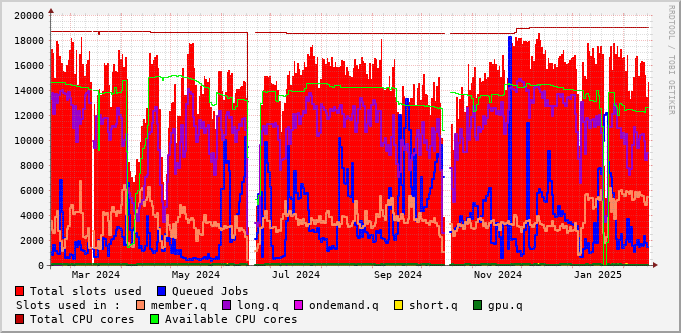 20000
18000
16000
14000
12000
10000
8000
6000
4000
2000
0
Mar 2024 May 2024 Jul 2024 Sep 2024 Nov 2024 Jan 2025
RRDTOOL / TOBI OETIKER
Total slots used Queued Jobs
Slots used in : member.q long.q ondemand.q short.q gpu.q
Total CPU cores Available CPU cores